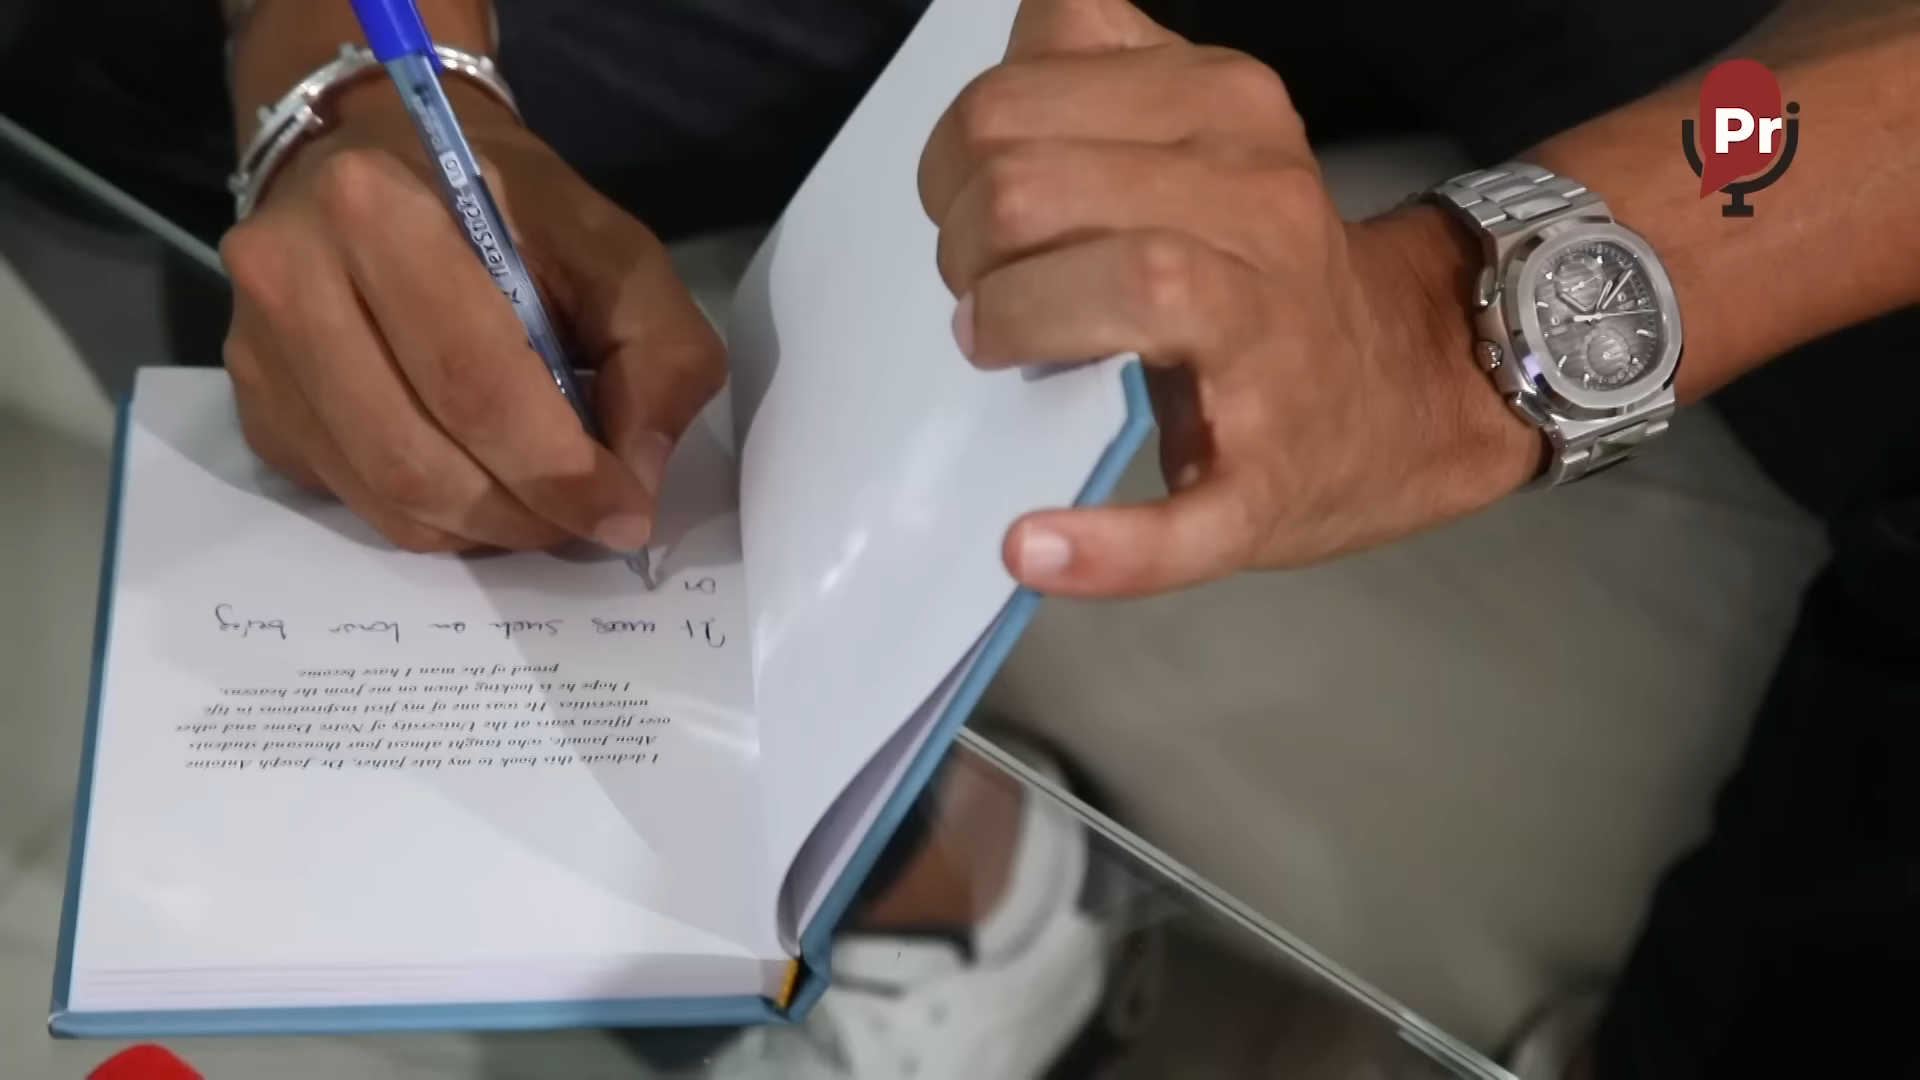 Pr
flexstick 1.0
I dedicate this book to my late father, Dr. Joseph Antoine
Abou Jaoude, who taught almost four thousand students
over fifteen years at the University of Notre Dame and other
universities. He was one of my first inspirations in life.
I hope he is looking down on me from the heavens,
proud of the man I have become.
It was such an honor being
on